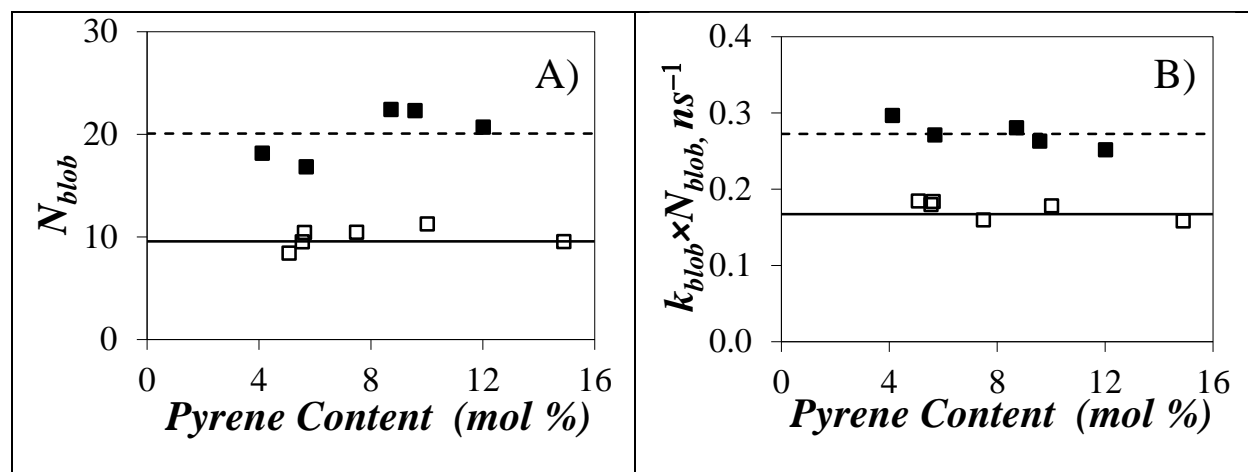 A)
N_blob
30
20
10
0
0 4 8 12 16
Pyrene Content (mol %)
B)
k_blob×N_blob, ns⁻¹
0.4
0.3
0.2
0.1
0.0
0 4 8 12 16
Pyrene Content (mol %)